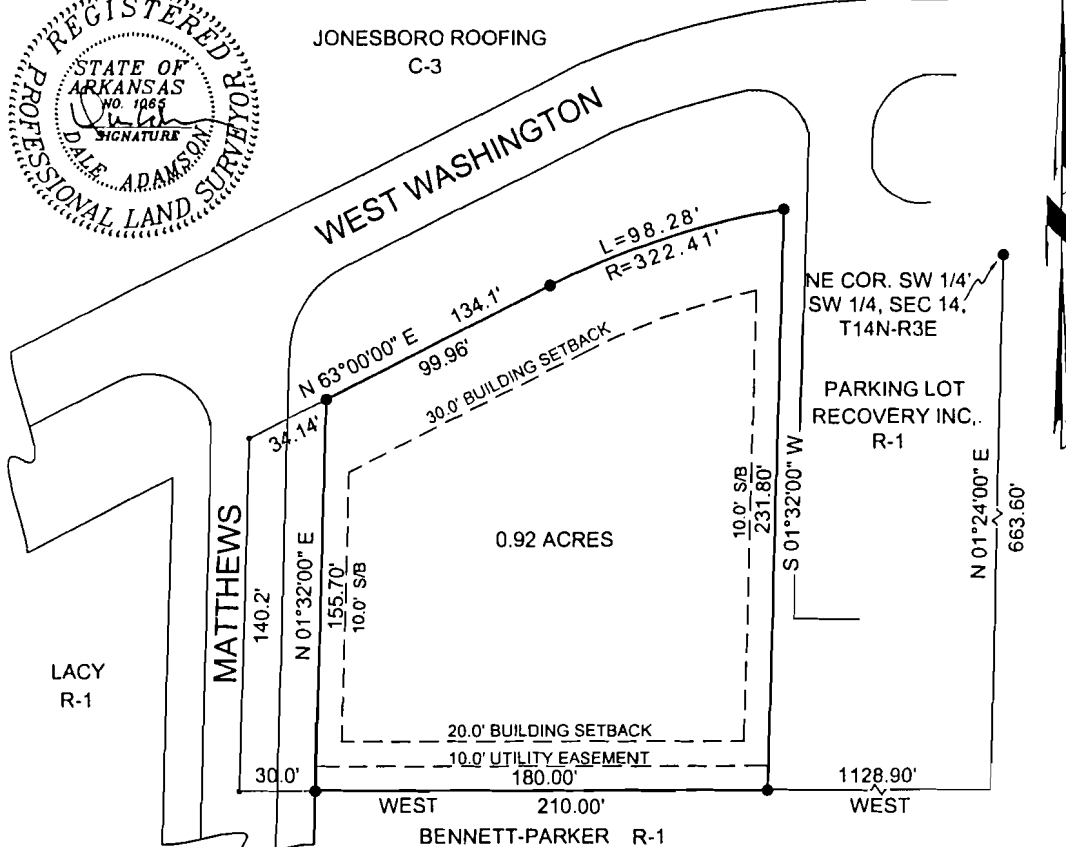 REGISTERED
PROFESSIONAL LAND SURVEYOR
STATE OF
ARKANSAS
NO. 1065
SIGNATURE
DALE ADAMSON
JONESBORO ROOFING
C-3
WEST WASHINGTON
L=98.28'
R=322.41'
NE COR. SW 1/4
SW 1/4, SEC 14,
T14N-R3E
134.1'
N 63°00'00" E
99.96'
34.14'
30.0' BUILDING SETBACK
PARKING LOT
RECOVERY INC,.
R-1
MATTHEWS
140.2'
N 01°32'00" E
155.70'
10.0' S/B
0.92 ACRES
10.0' S/B
231.80'
S 01°32'00" W
N 01°24'00" E
663.60'
LACY
R-1
20.0' BUILDING SETBACK
10.0' UTILITY EASEMENT
30.0'
180.00'
1128.90'
WEST
210.00'
WEST
BENNETT-PARKER R-1